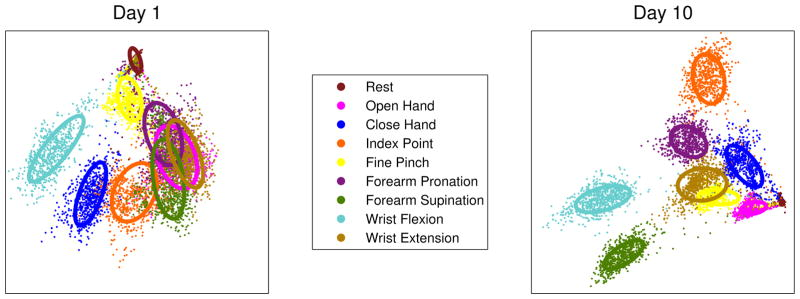 Day 1
Day 10
Rest
Open Hand
Close Hand
Index Point
Fine Pinch
Forearm Pronation
Forearm Supination
Wrist Flexion
Wrist Extension